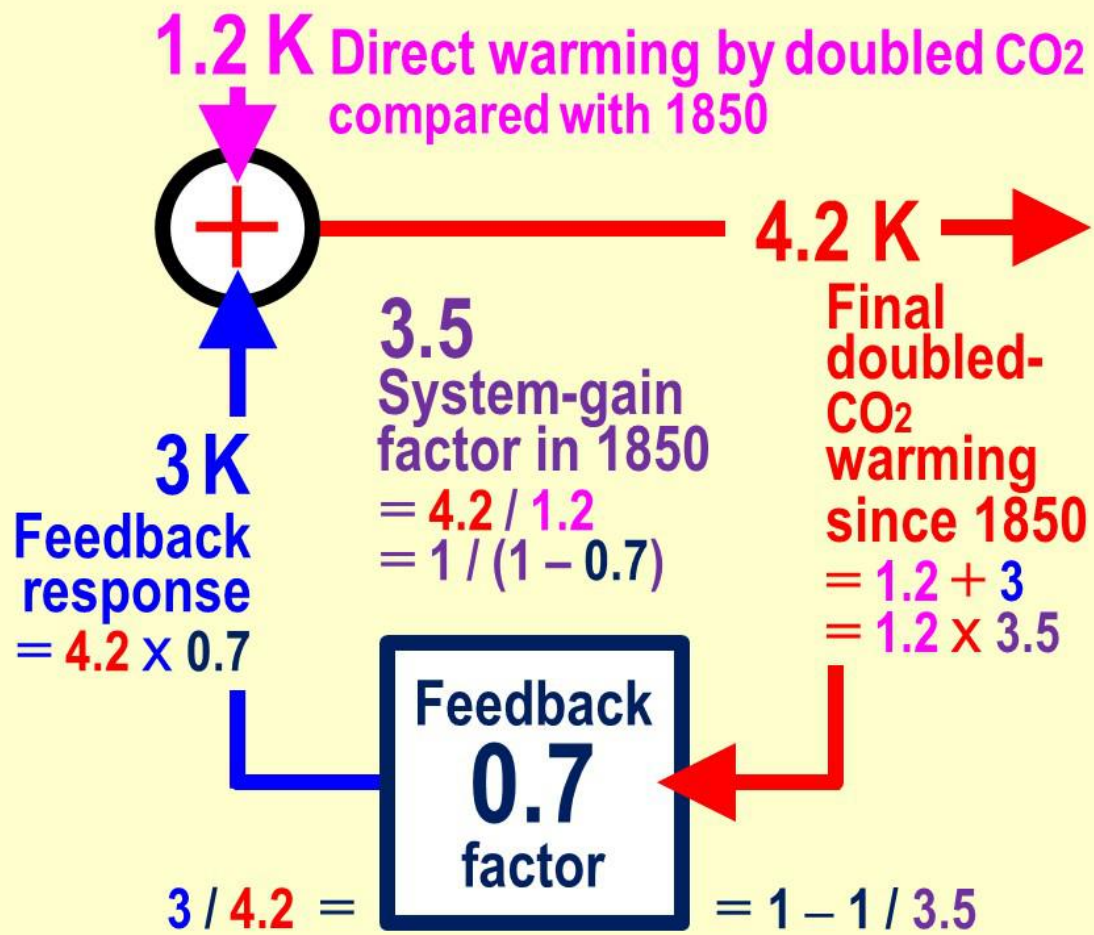 1.2 K Direct warming by doubled CO2
compared with 1850
+
4.2 K
Final
doubled-
CO2
warming
since 1850
= 1.2 + 3
= 1.2 x 3.5
3.5
System-gain
factor in 1850
= 4.2 / 1.2
= 1 / (1 – 0.7)
3 K
Feedback
response
= 4.2 x 0.7
Feedback
0.7
factor
3 / 4.2 = = 1 – 1 / 3.5